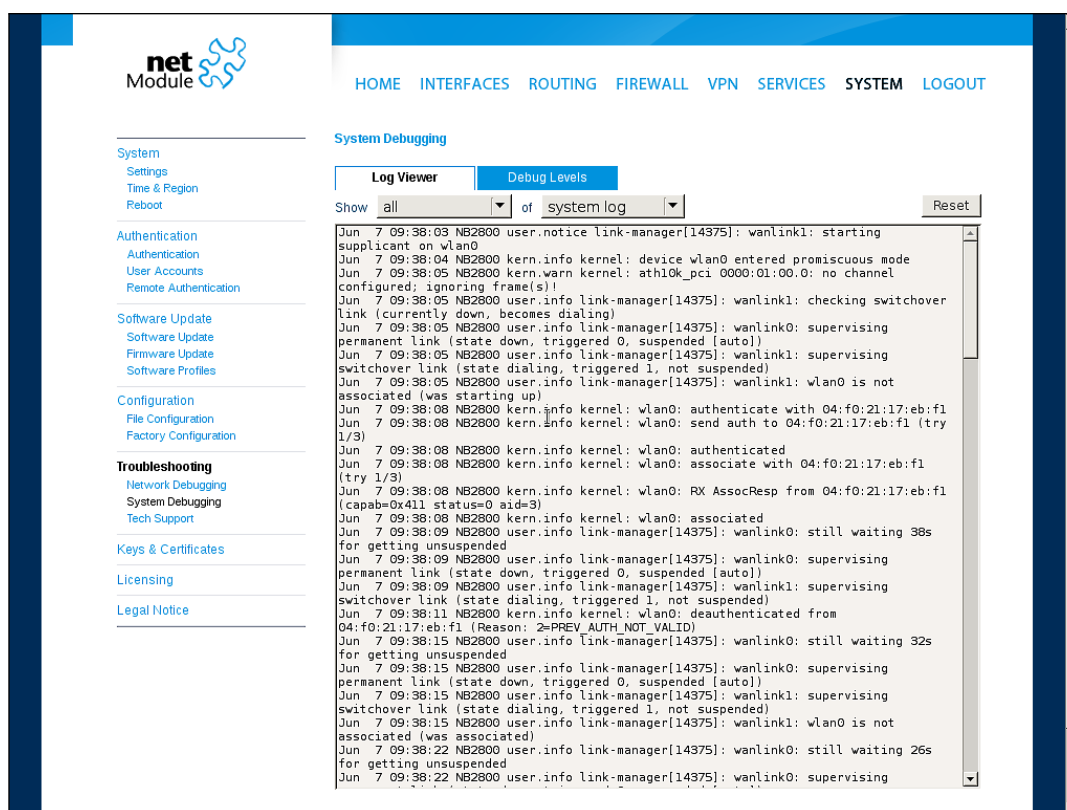 net
Module
HOME INTERFACES ROUTING FIREWALL VPN SERVICES SYSTEM LOGOUT
System
Settings
Time & Region
Reboot
Authentication
Authentication
User Accounts
Remote Authentication
Software Update
Software Update
Firmware Update
Software Profiles
Configuration
File Configuration
Factory Configuration
Troubleshooting
Network Debugging
System Debugging
Tech Support
Keys & Certificates
Licensing
Legal Notice
System Debugging
Log Viewer Debug Levels
Show all of system log Reset
Jun  7 09:38:03 NB2800 user.notice link-manager[14375]: wanlink1: starting
supplicant on wlan0
Jun  7 09:38:04 NB2800 kern.info kernel: device wlan0 entered promiscuous mode
Jun  7 09:38:05 NB2800 kern.warn kernel: ath10k_pci 0000:01:00.0: no channel
configured; ignoring frame(s)!
Jun  7 09:38:05 NB2800 user.info link-manager[14375]: wanlink1: checking switchover
link (currently down, becomes dialing)
Jun  7 09:38:05 NB2800 user.info link-manager[14375]: wanlink0: supervising
permanent link (state down, triggered 0, suspended [auto])
Jun  7 09:38:05 NB2800 user.info link-manager[14375]: wanlink1: supervising
switchover link (state dialing, triggered 1, not suspended)
Jun  7 09:38:05 NB2800 user.info link-manager[14375]: wanlink1: wlan0 is not
associated (was starting up)
Jun  7 09:38:08 NB2800 kern.info kernel: wlan0: authenticate with 04:f0:21:17:eb:f1
Jun  7 09:38:08 NB2800 kern.info kernel: wlan0: send auth to 04:f0:21:17:eb:f1 (try
1/3)
Jun  7 09:38:08 NB2800 kern.info kernel: wlan0: authenticated
Jun  7 09:38:08 NB2800 kern.info kernel: wlan0: associate with 04:f0:21:17:eb:f1
(try 1/3)
Jun  7 09:38:08 NB2800 kern.info kernel: wlan0: RX AssocResp from 04:f0:21:17:eb:f1
(capab=0x411 status=0 aid=3)
Jun  7 09:38:08 NB2800 kern.info kernel: wlan0: associated
Jun  7 09:38:09 NB2800 user.info link-manager[14375]: wanlink0: still waiting 38s
for getting unsuspended
Jun  7 09:38:09 NB2800 user.info link-manager[14375]: wanlink0: supervising
permanent link (state down, triggered 0, suspended [auto])
Jun  7 09:38:09 NB2800 user.info link-manager[14375]: wanlink1: supervising
switchover link (state dialing, triggered 1, not suspended)
Jun  7 09:38:11 NB2800 kern.info kernel: wlan0: deauthenticated from
04:f0:21:17:eb:f1 (Reason: 2=PREV_AUTH_NOT_VALID)
Jun  7 09:38:15 NB2800 user.info link-manager[14375]: wanlink0: still waiting 32s
for getting unsuspended
Jun  7 09:38:15 NB2800 user.info link-manager[14375]: wanlink0: supervising
permanent link (state down, triggered 0, suspended [auto])
Jun  7 09:38:15 NB2800 user.info link-manager[14375]: wanlink1: supervising
switchover link (state dialing, triggered 1, not suspended)
Jun  7 09:38:15 NB2800 user.info link-manager[14375]: wanlink1: wlan0 is not
associated (was associated)
Jun  7 09:38:22 NB2800 user.info link-manager[14375]: wanlink0: still waiting 26s
for getting unsuspended
Jun  7 09:38:22 NB2800 user.info link-manager[14375]: wanlink0: supervising